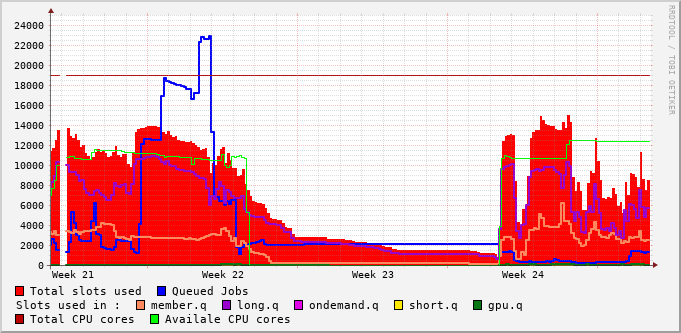 24000
22000
20000
18000
16000
14000
12000
10000
8000
6000
4000
2000
0
Week 21 Week 22 Week 23 Week 24
RRDTOOL / TOBI OETIKER
Total slots used Queued Jobs
Slots used in : member.q long.q ondemand.q short.q gpu.q
Total CPU cores Availale CPU cores